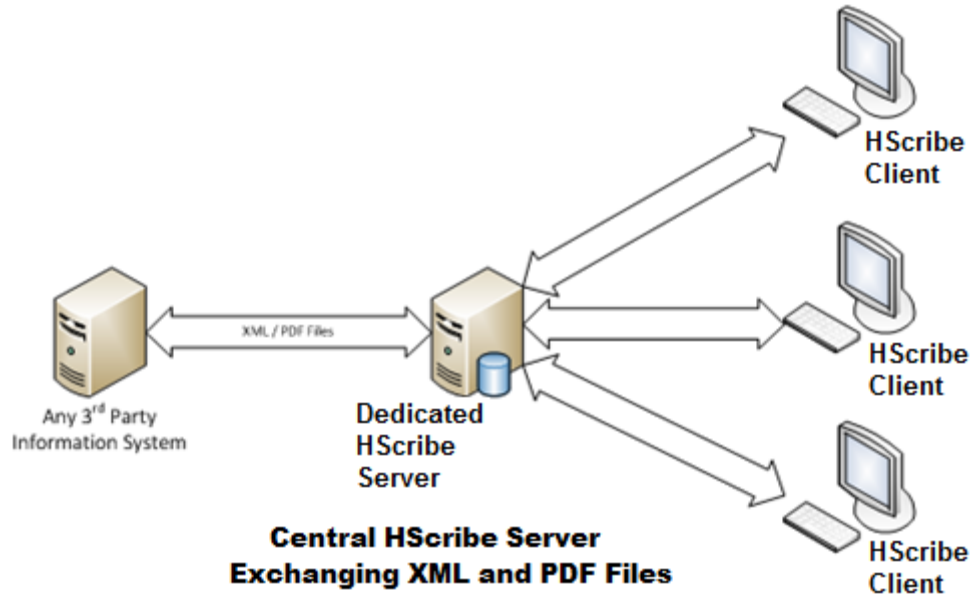 HScribe
Client
XML / PDF Files
HScribe
Client
Any 3rd Party
Information System
Dedicated
HScribe
Server
HScribe
Client
Central HScribe Server
Exchanging XML and PDF Files